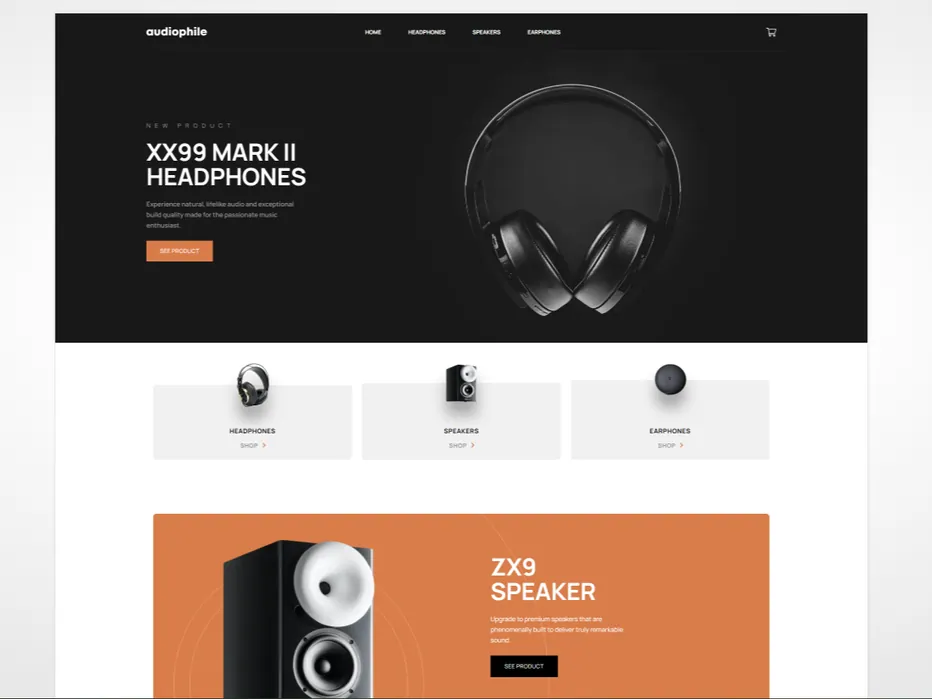 audiophile
HOME HEADPHONES SPEAKERS EARPHONES
NEW PRODUCT
XX99 MARK II
HEADPHONES
Experience natural, lifelike audio and exceptional
build quality made for the passionate music
enthusiast.
SEE PRODUCT
HEADPHONES
SHOP
SPEAKERS
SHOP
EARPHONES
SHOP
ZX9
SPEAKER
Upgrade to premium speakers that are
phenomenally built to deliver truly remarkable
sound.
SEE PRODUCT